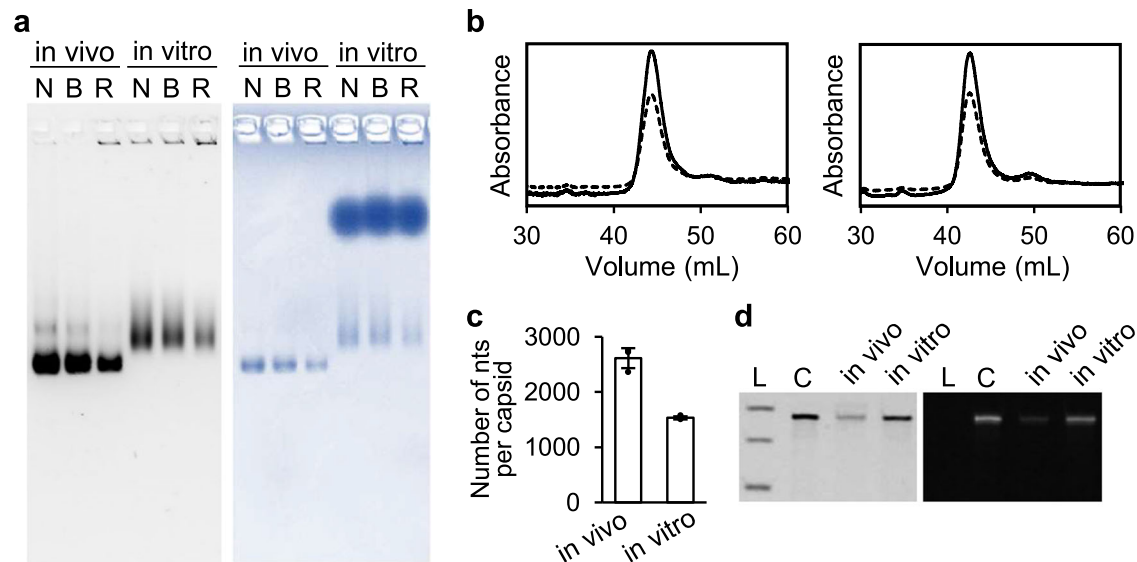 a
in vivo in vitro in vivo in vitro
N B R N B R N B R N B R
b
Absorbance
30 40 50 60
Volume (mL)
Absorbance
30 40 50 60
Volume (mL)
c
Number of nts
per capsid
3000
2000
1000
0
in vivo
in vitro
d
L C in vivo in vitro L C in vivo in vitro